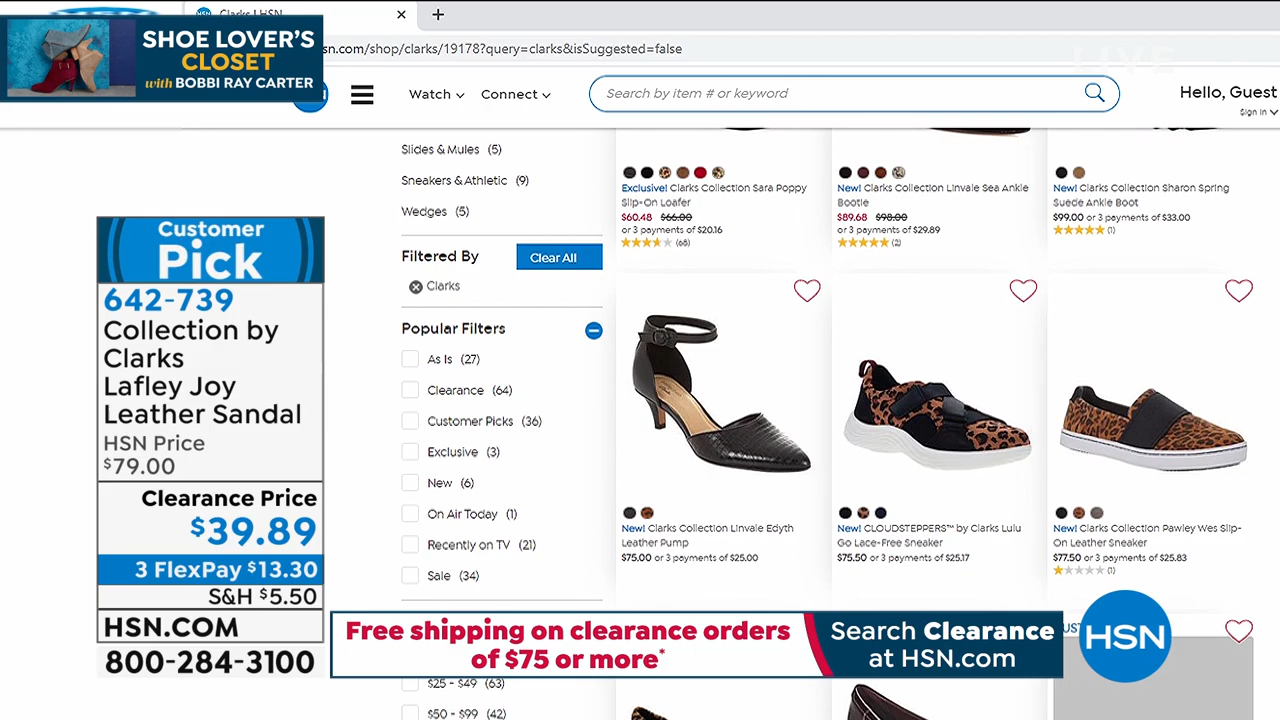 Clarks | HSN
SHOE LOVER'S
CLOSET
with BOBBI RAY CARTER
sn.com/shop/clarks/19178?query=clarks&isSuggested=false
LIVE
Watch
Connect
Search by item # or keyword
Hello, Guest
Sign In
Slides & Mules (5)
Sneakers & Athletic (9)
Wedges (5)
Filtered By
Clear All
Clarks
Popular Filters
As Is (27)
Clearance (64)
Customer Picks (36)
Exclusive (3)
New (6)
On Air Today (1)
Recently on TV (21)
Sale (34)
$25 - $49 (63)
$50 - $99 (42)
Exclusive! Clarks Collection Sara Poppy
Slip-On Loafer
$60.48 $66.00
or 3 payments of $20.16
(68)
New! Clarks Collection Linvale Sea Ankle
Bootie
$89.68 $98.00
or 3 payments of $29.89
(2)
New! Clarks Collection Sharon Spring
Suede Ankle Boot
$99.00 or 3 payments of $33.00
(1)
New! Clarks Collection Linvale Edyth
Leather Pump
$75.00 or 3 payments of $25.00
New! CLOUDSTEPPERS™ by Clarks Lulu
Go Lace-Free Sneaker
$75.50 or 3 payments of $25.17
New! Clarks Collection Pawley Wes Slip-
On Leather Sneaker
$77.50 or 3 payments of $25.83
(1)
Customer
Pick
642-739
Collection by
Clarks
Lafley Joy
Leather Sandal
HSN Price
$79.00
Clearance Price
$39.89
3 FlexPay $13.30
S&H $5.50
HSN.COM
800-284-3100
Free shipping on clearance orders
of $75 or more*
Search Clearance
at HSN.com
HSN